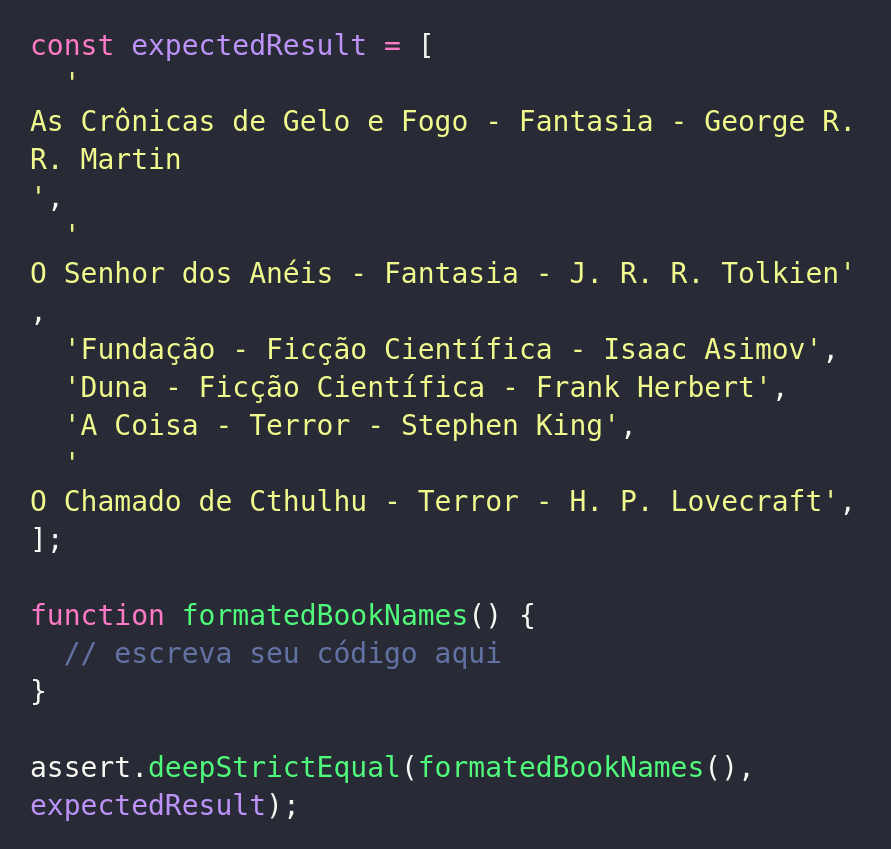 const expectedResult = [
  '
As Crônicas de Gelo e Fogo - Fantasia - George R.
R. Martin
',
  '
O Senhor dos Anéis - Fantasia - J. R. R. Tolkien'
,
  'Fundação - Ficção Científica - Isaac Asimov',
  'Duna - Ficção Científica - Frank Herbert',
  'A Coisa - Terror - Stephen King',
  '
O Chamado de Cthulhu - Terror - H. P. Lovecraft',
];

function formatedBookNames() {
  // escreva seu código aqui
}

assert.deepStrictEqual(formatedBookNames(),
expectedResult);